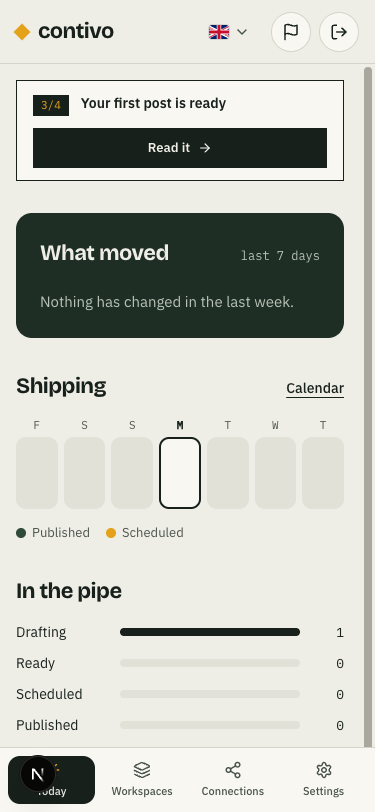 contivo
3/4 Your first post is ready
Read it →
What moved last 7 days
Nothing has changed in the last week.
Shipping Calendar
F S S M T W T
Published Scheduled
In the pipe
Drafting 1
Ready 0
Scheduled 0
Published 0
N
Workspaces Connections Settings